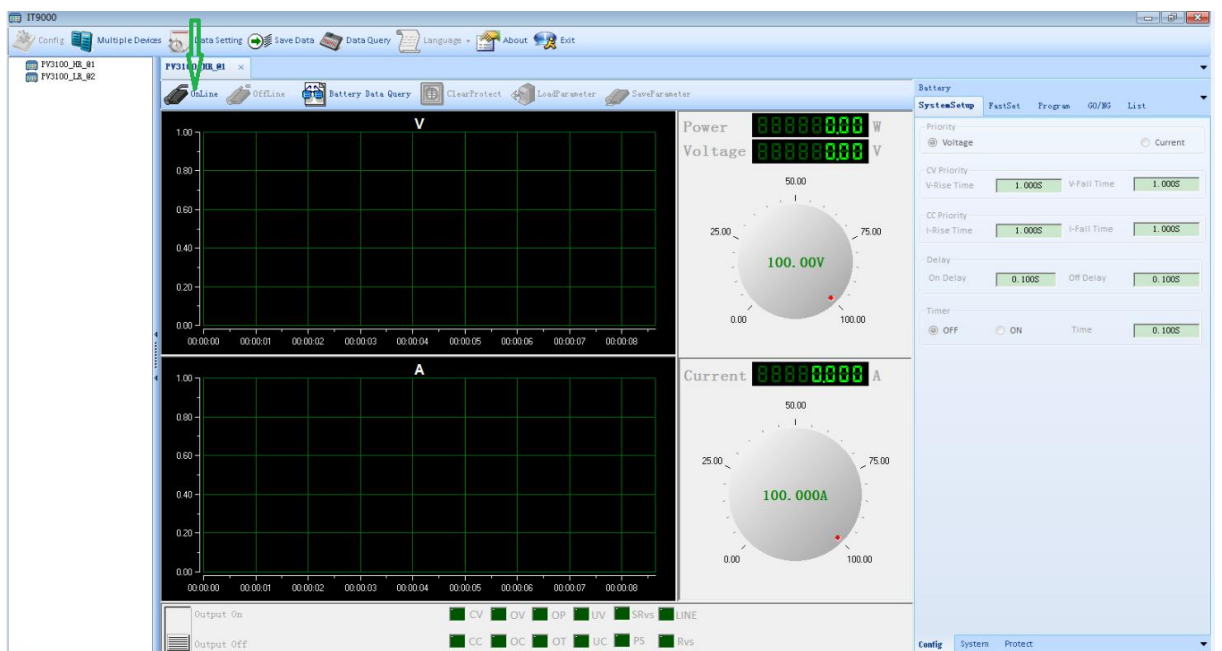 IT9000
Config Multiple Devices Data Setting Save Data Data Query Language About Exit
PV3100_HR_@1
PV3100_LR_@2
PV3100_HR_@1 ×
OnLine OffLine Battery Data Query ClearProtect LoadParameter SaveParameter
V
1.00
0.80
0.60
0.40
0.20
0.00
00:00:00 00:00:01 00:00:02 00:00:03 00:00:04 00:00:05 00:00:06 00:00:07 00:00:08
Power 0.00 W
Voltage 0.00 V
50.00
25.00 75.00
100.00V
0.00 100.00
A
1.00
0.80
0.60
0.40
0.20
0.00
00:00:00 00:00:01 00:00:02 00:00:03 00:00:04 00:00:05 00:00:06 00:00:07 00:00:08
Current 0.000 A
50.00
25.00 75.00
100.000A
0.00 100.00
Output On
Output Off
CV OV OP UV SRvs LINE
CC OC OT UC PS Rvs
Battery
SystemSetup FastSet Program GO/NG List
Priority
Voltage Current
CV Priority
V-Rise Time 1.000S V-Fall Time 1.000S
CC Priority
I-Rise Time 1.000S I-Fall Time 1.000S
Delay
On Delay 0.100S Off Delay 0.100S
Timer
OFF ON Time 0.100S
Config System Protect